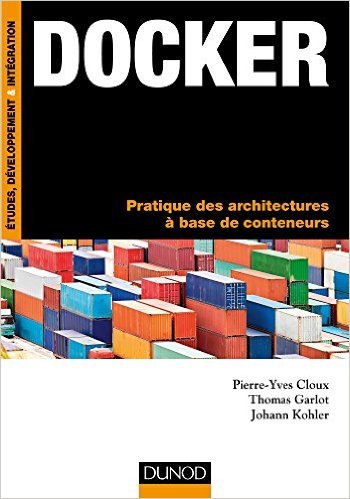 ÉTUDES, DÉVELOPPEMENT & INTÉGRATION
DOCKER
Pratique des architectures
à base de conteneurs
Pierre-Yves Cloux
Thomas Garlot
Johann Kohler
DUNOD